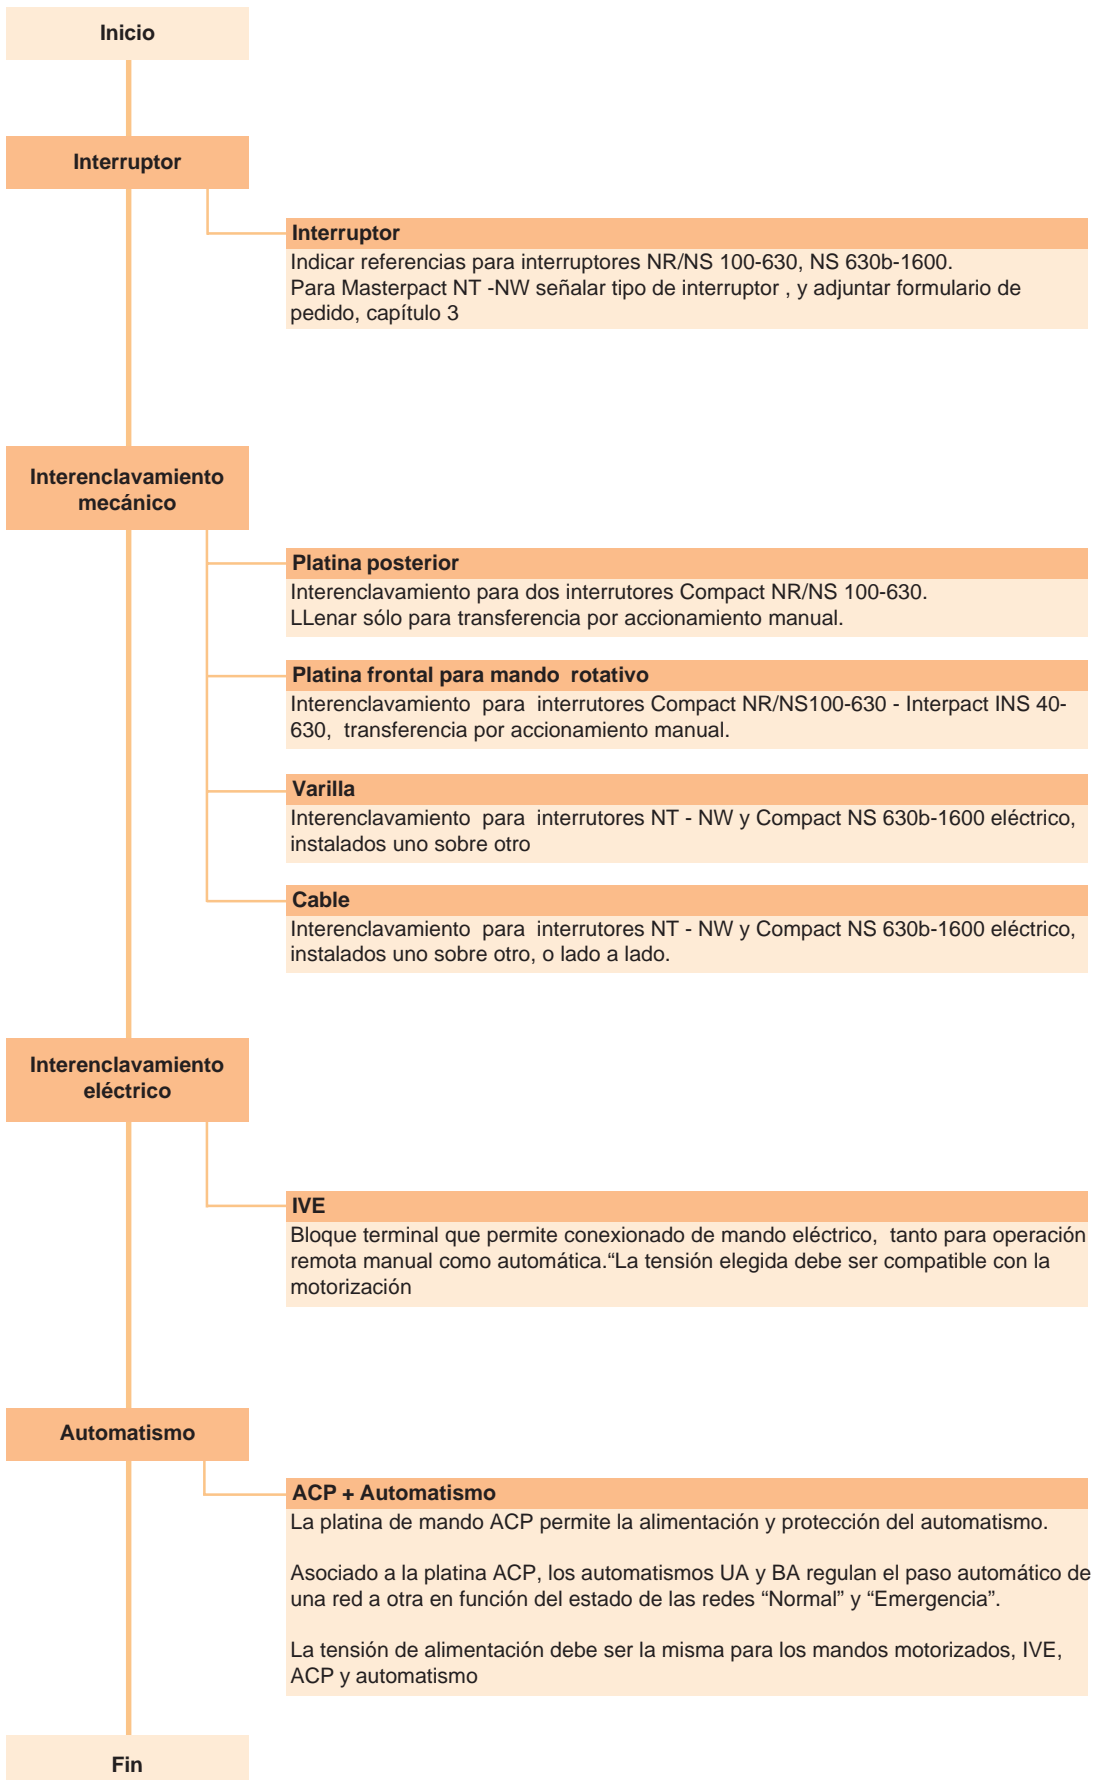 Inicio
Interruptor
Interruptor
Indicar referencias para interruptores NR/NS 100-630, NS 630b-1600.
Para Masterpact NT -NW señalar tipo de interruptor , y adjuntar formulario de
pedido, capítulo 3
Interenclavamiento
mecánico
Platina posterior
Interenclavamiento para dos interrutores Compact NR/NS 100-630.
LLenar sólo para transferencia por accionamiento manual.
Platina frontal para mando rotativo
Interenclavamiento para interrutores Compact NR/NS100-630 - Interpact INS 40-
630, transferencia por accionamiento manual.
Varilla
Interenclavamiento para interrutores NT - NW y Compact NS 630b-1600 eléctrico,
instalados uno sobre otro
Cable
Interenclavamiento para interrutores NT - NW y Compact NS 630b-1600 eléctrico,
instalados uno sobre otro, o lado a lado.
Interenclavamiento
eléctrico
IVE
Bloque terminal que permite conexionado de mando eléctrico, tanto para operación
remota manual como automática.“La tensión elegida debe ser compatible con la
motorización
Automatismo
ACP + Automatismo
La platina de mando ACP permite la alimentación y protección del automatismo.
Asociado a la platina ACP, los automatismos UA y BA regulan el paso automático de
una red a otra en función del estado de las redes “Normal” y “Emergencia”.
La tensión de alimentación debe ser la misma para los mandos motorizados, IVE,
ACP y automatismo
Fin